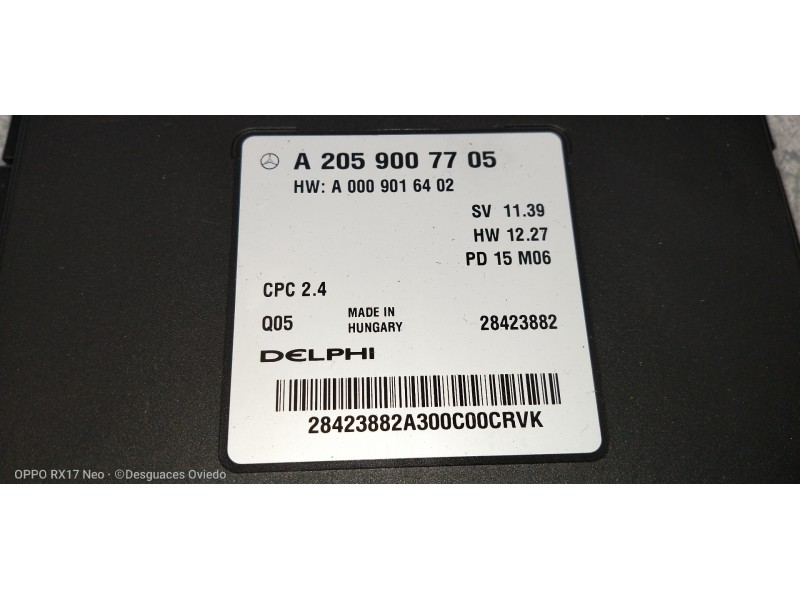 A 205 900 77 05
HW: A 000 901 64 02
SV 11.39
HW 12.27
PD 15 M06
CPC 2.4
Q05
MADE IN
HUNGARY
28423882
DELPHI
28423882A300C00CRVK
OPPO RX17 Neo · ©Desguaces Oviedo